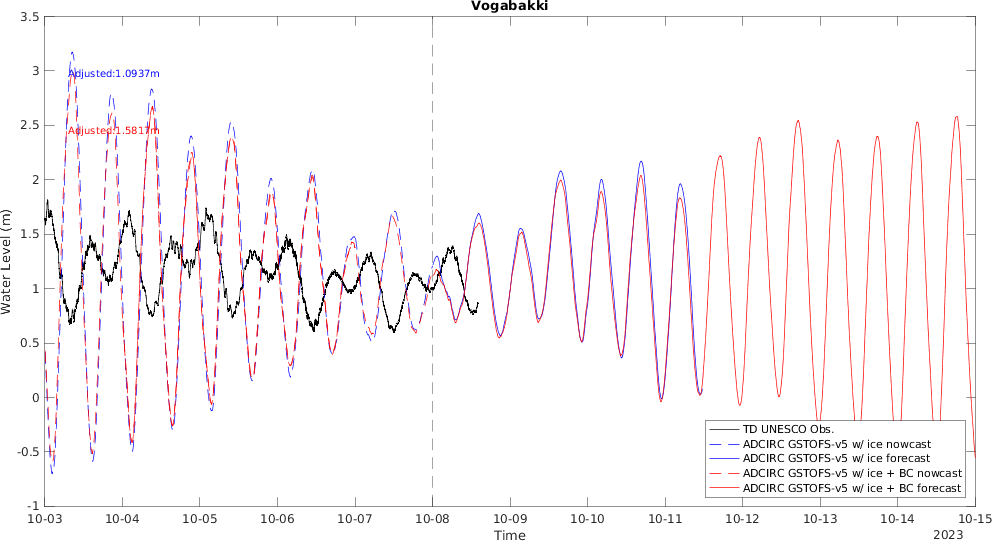 Vogabakki
3.5
3
2.5
2
1.5
1
0.5
0
-0.5
-1
Water Level (m)
Adjusted:1.0937m
Adjusted:1.5817m
TD UNESCO Obs.
ADCIRC GSTOFS-v5 w/ ice nowcast
ADCIRC GSTOFS-v5 w/ ice forecast
ADCIRC GSTOFS-v5 w/ ice + BC nowcast
ADCIRC GSTOFS-v5 w/ ice + BC forecast
10-03 10-04 10-05 10-06 10-07 10-08 10-09 10-10 10-11 10-12 10-13 10-14 10-15
Time
2023